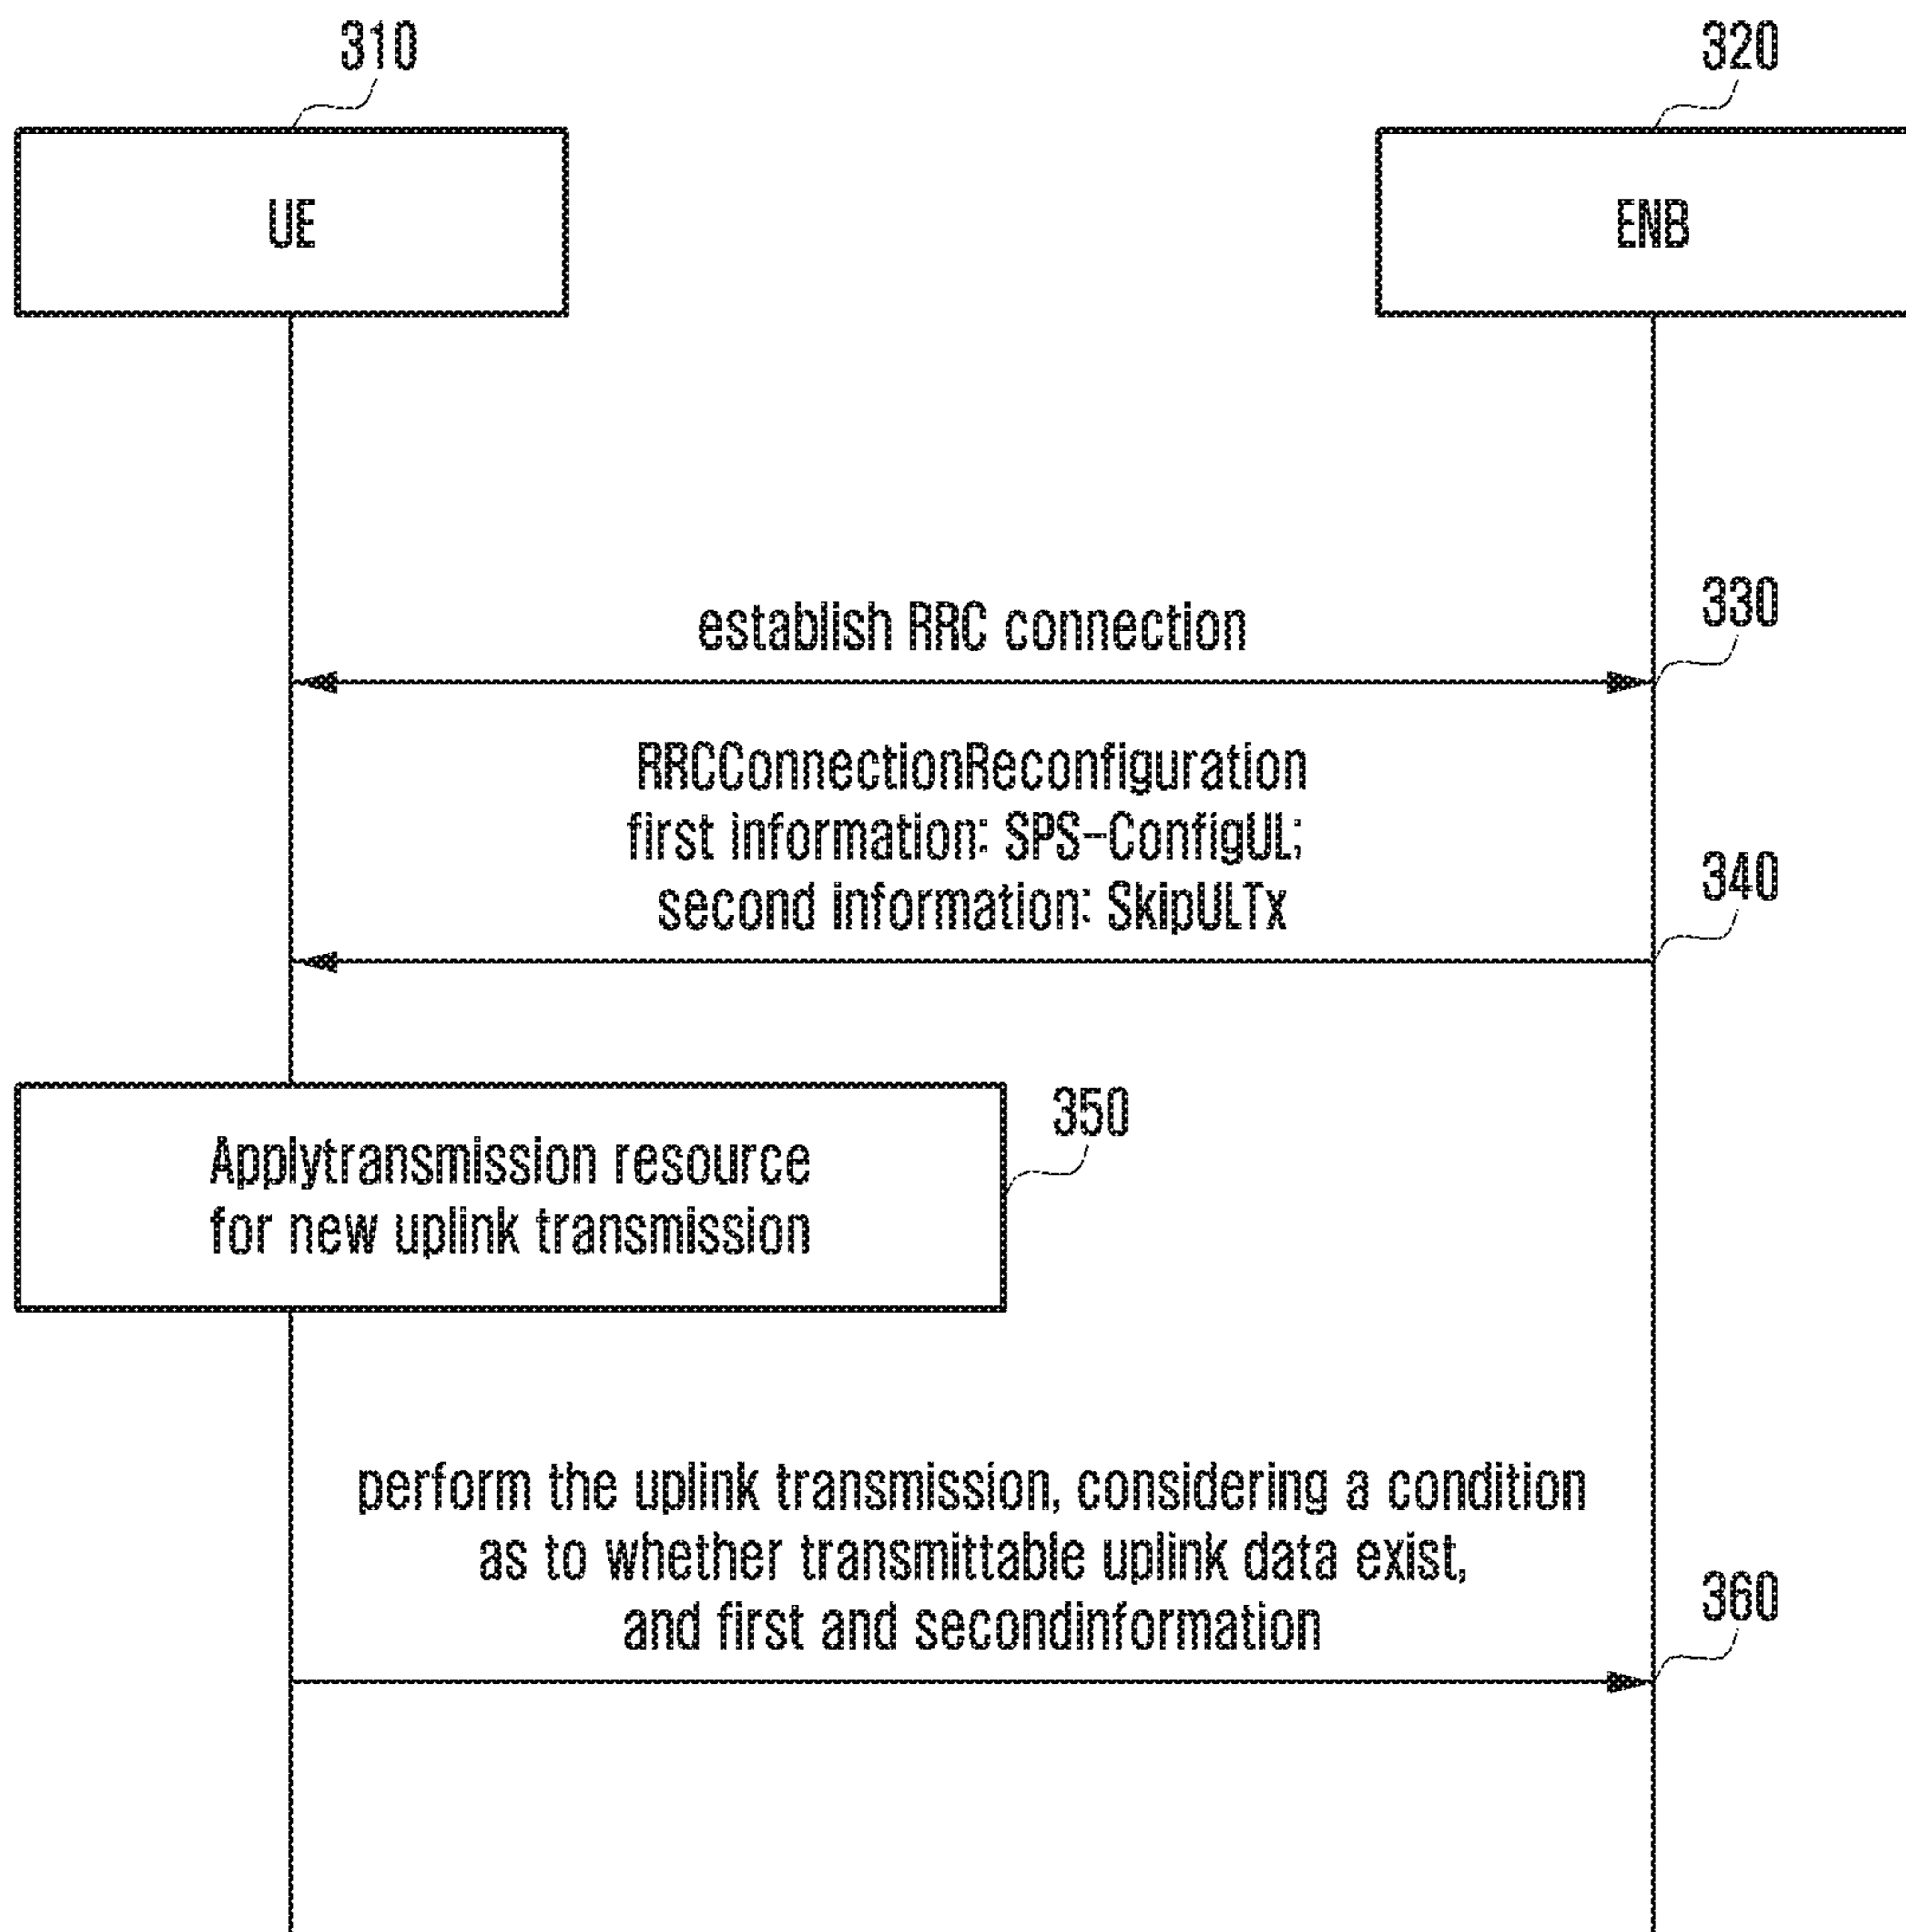 310
320
UE
ENB
330
establish RRC connection
RRCConnectionReconfiguration
first information: SPS-ConfigUL;
second information: SkipULTx
340
350
Applytransmission resource
for new uplink transmission
perform the uplink transmission, considering a condition
as to whether transmittable uplink data exist,
and first and secondinformation
360